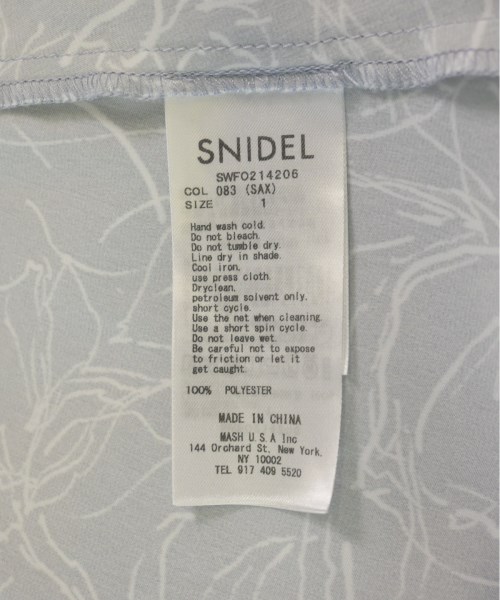 SNIDEL
SWFO214206
COL 083 (SAX)
SIZE 1
Hand wash cold.
Do not bleach.
Do not tumble dry.
Line dry in shade.
Cool iron,
use press cloth.
Dryclean,
petroleum solvent only.
short cycle.
Use the net when cleaning.
Use a short spin cycle.
Do not leave wet.
Be careful not to expose
to friction or let it
get caught.
100% POLYESTER
MADE IN CHINA
MASH U.S.A Inc
144 Orchard St. New York.
NY 10002
TEL 917 409 5520